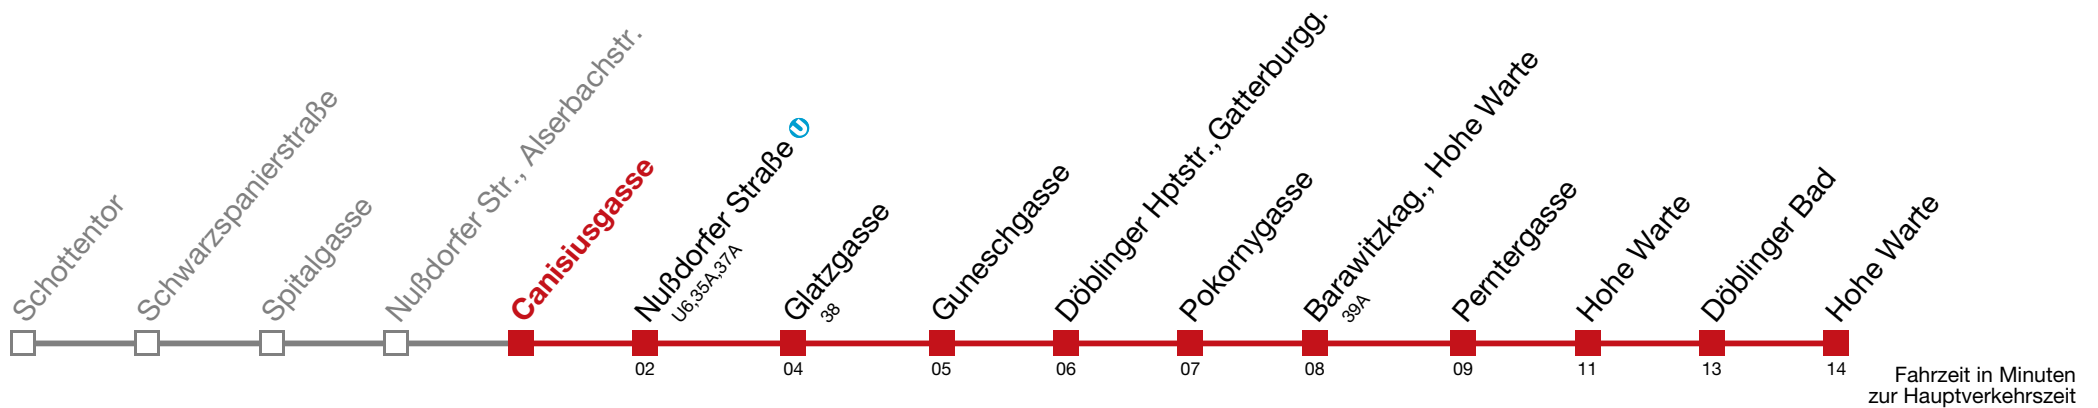 Schottentor
Schwarzspanierstraße
Spitalgasse
Nußdorfer Str., Alserbachstr.
Canisiusgasse
Nußdorfer Straße U
U6,35A,37A
Glatzgasse
38
Guneschgasse
Döblinger Hptstr.,Gatterburgg.
Pokornygasse
Barawitzkag., Hohe Warte
39A
Perntergasse
Hohe Warte
Döblinger Bad
Hohe Warte
02
04
05
06
07
08
09
11
13
14
Fahrzeit in Minuten
zur Hauptverkehrszeit